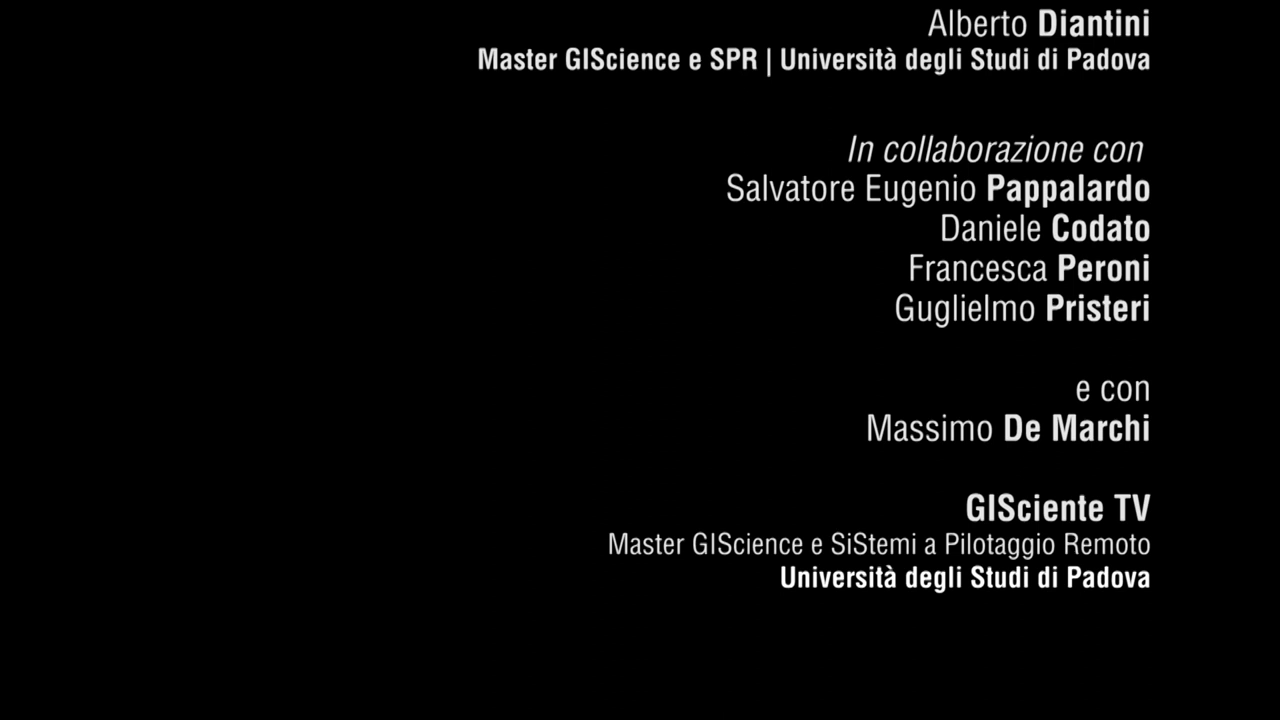 Alberto Diantini
Master GIScience e SPR | Università degli Studi di Padova
In collaborazione con
Salvatore Eugenio Pappalardo
Daniele Codato
Francesca Peroni
Guglielmo Pristeri
e con
Massimo De Marchi
GISciente TV
Master GIScience e SiStemi a Pilotaggio Remoto
Università degli Studi di Padova